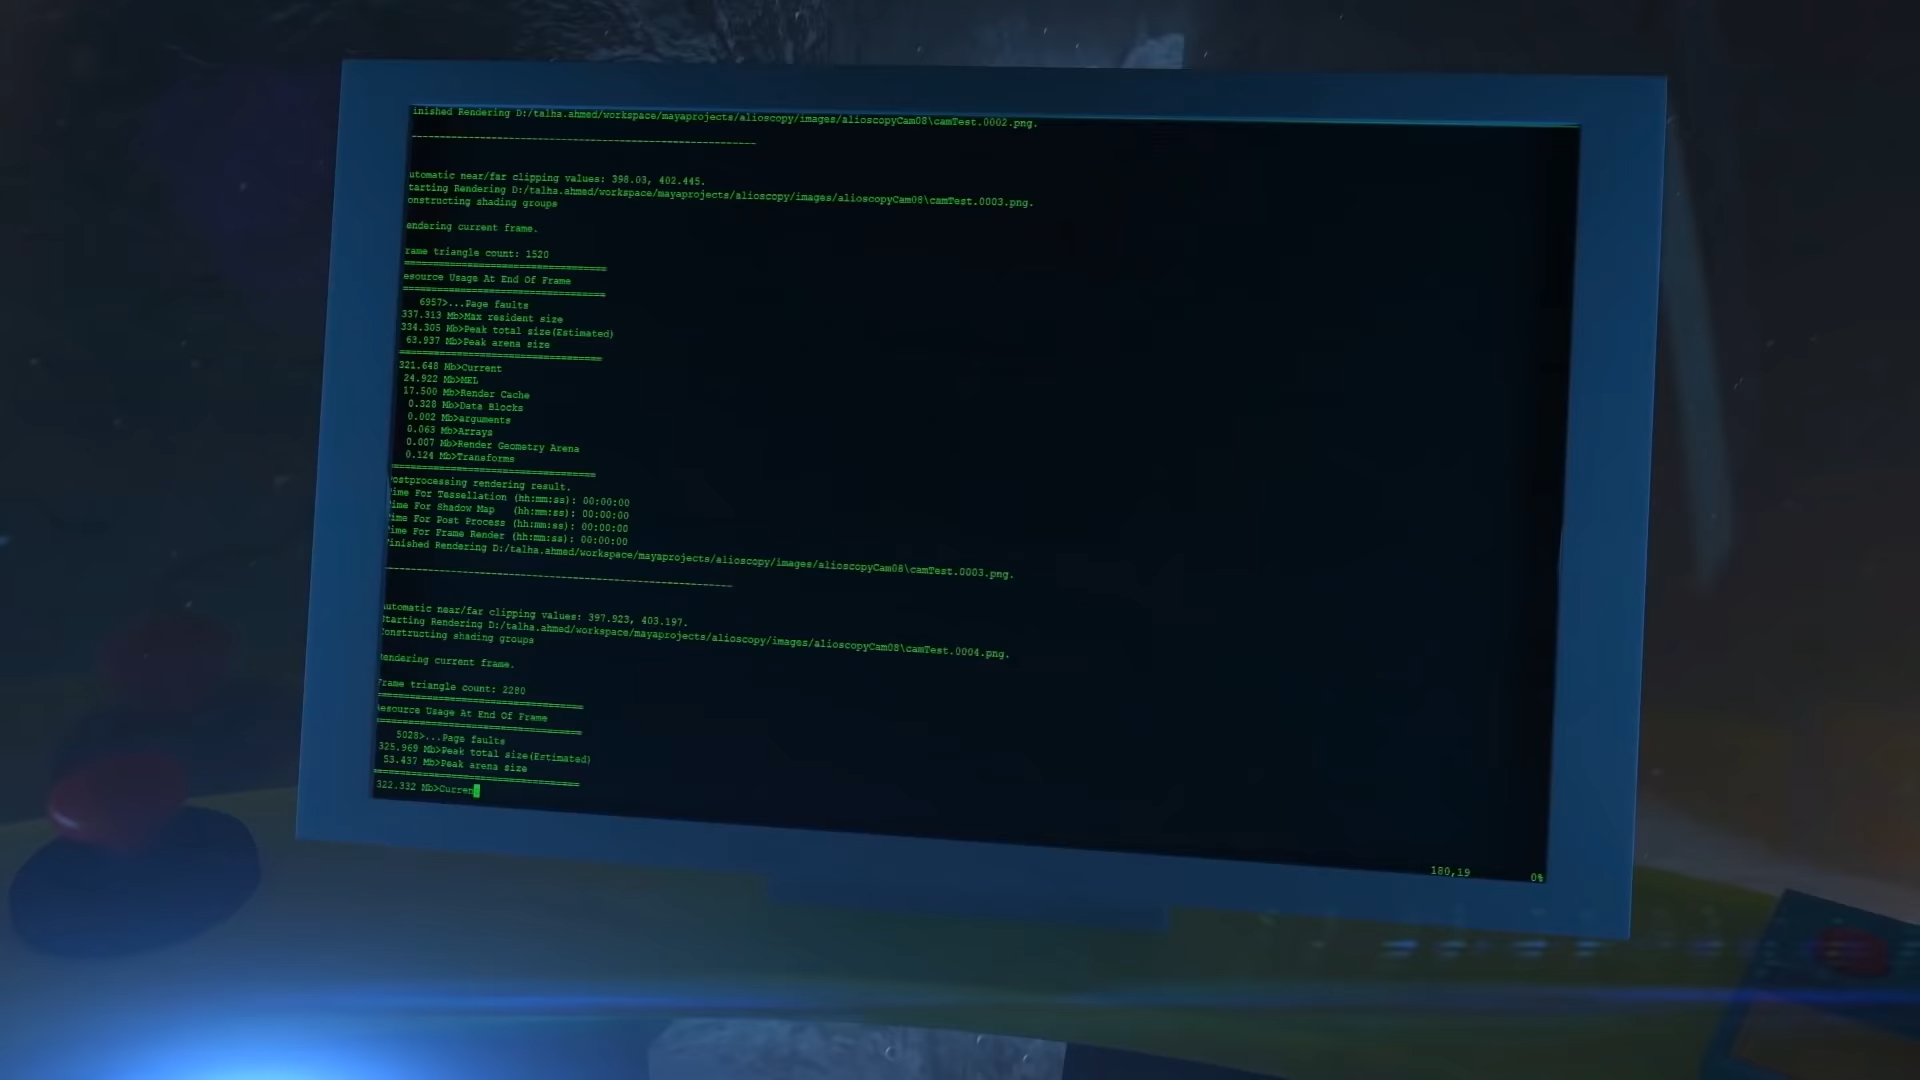 inished Rendering D:/talha.ahmed/workspace/mayaprojects/alioscopy/images/alioscopyCam08\camTest.0002.png.
-----------------------------------------------------------
utomatic near/far clipping values: 398.03, 402.445.
tarting Rendering D:/talha.ahmed/workspace/mayaprojects/alioscopy/images/alioscopyCam08\camTest.0003.png.
onstructing shading groups
endering current frame.
rame triangle count: 1520
===================================
esource Usage At End Of Frame
===================================
6957>...Page faults
337.313 Mb>Max resident size
334.305 Mb>Peak total size(Estimated)
63.937 Mb>Peak arena size
===================================
321.648 Mb>Current
24.922 Mb>MEL
17.500 Mb>Render Cache
0.328 Mb>Data Blocks
0.002 Mb>arguments
0.063 Mb>Arrays
0.007 Mb>Render Geometry Arena
0.124 Mb>Transforms
===================================
ostprocessing rendering result.
ime For Tessellation (hh:mm:ss): 00:00:00
ime For Shadow Map (hh:mm:ss): 00:00:00
ime For Post Process (hh:mm:ss): 00:00:00
ime For Frame Render (hh:mm:ss): 00:00:00
inished Rendering D:/talha.ahmed/workspace/mayaprojects/alioscopy/images/alioscopyCam08\camTest.0003.png.
-----------------------------------------------------------
utomatic near/far clipping values: 397.923, 403.197.
Starting Rendering D:/talha.ahmed/workspace/mayaprojects/alioscopy/images/alioscopyCam08\camTest.0004.png.
Constructing shading groups
Rendering current frame.
Frame triangle count: 2280
===================================
Resource Usage At End Of Frame
===================================
5028>...Page faults
325.969 Mb>Peak total size(Estimated)
53.437 Mb>Peak arena size
===================================
322.332 Mb>Curren
180,19 0%